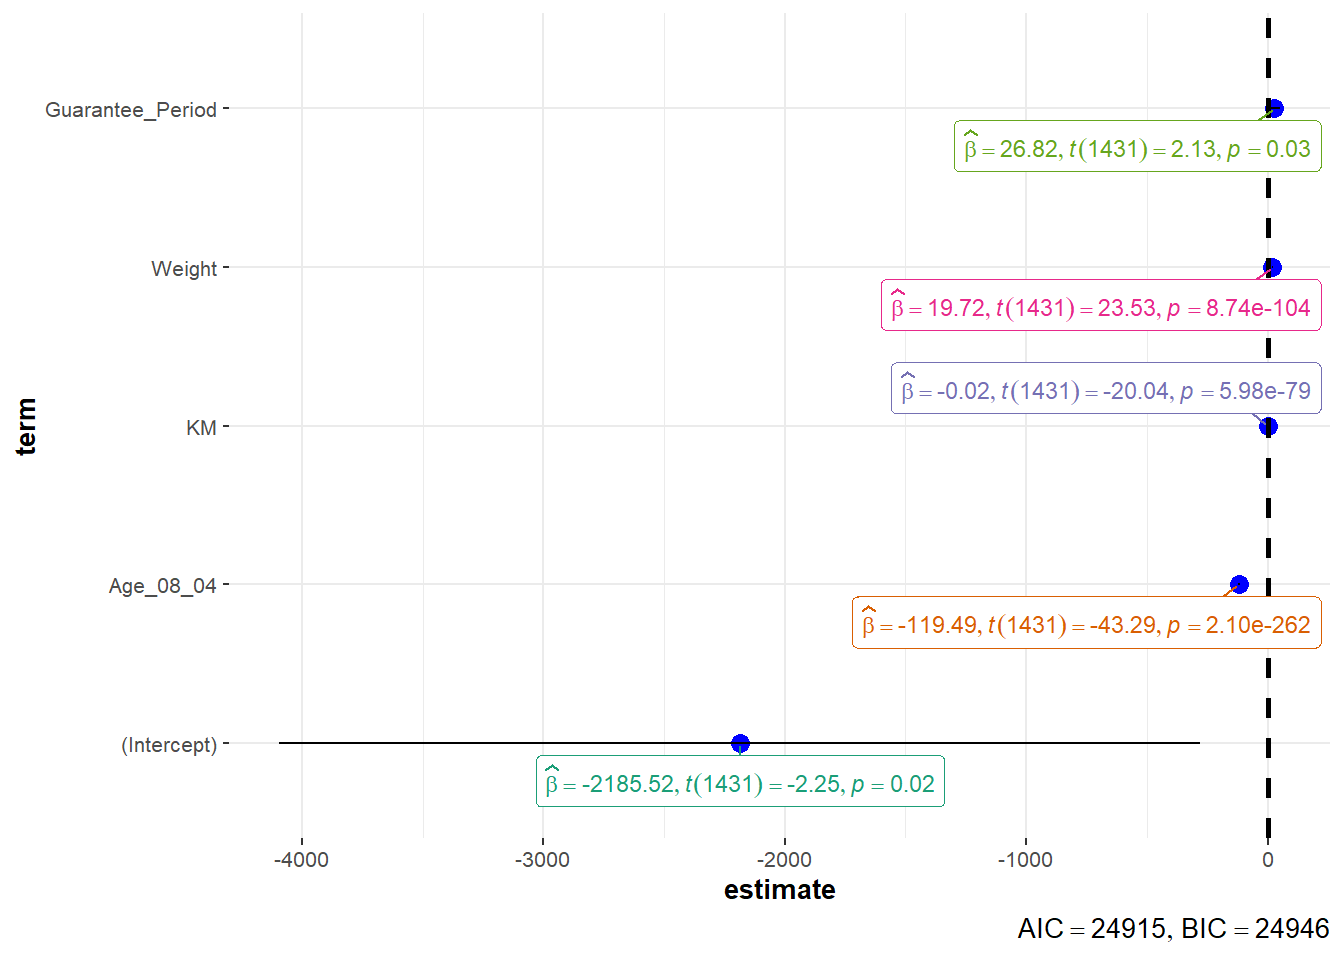 Guarantee_Period
β̂ = 26.82, t(1431) = 2.13, p = 0.03
Weight
β̂ = 19.72, t(1431) = 23.53, p = 8.74e-104
β̂ = -0.02, t(1431) = -20.04, p = 5.98e-79
KM
term
Age_08_04
β̂ = -119.49, t(1431) = -43.29, p = 2.10e-262
(Intercept)
β̂ = -2185.52, t(1431) = -2.25, p = 0.02
-4000 -3000 -2000 -1000 0
estimate
AIC = 24915, BIC = 24946